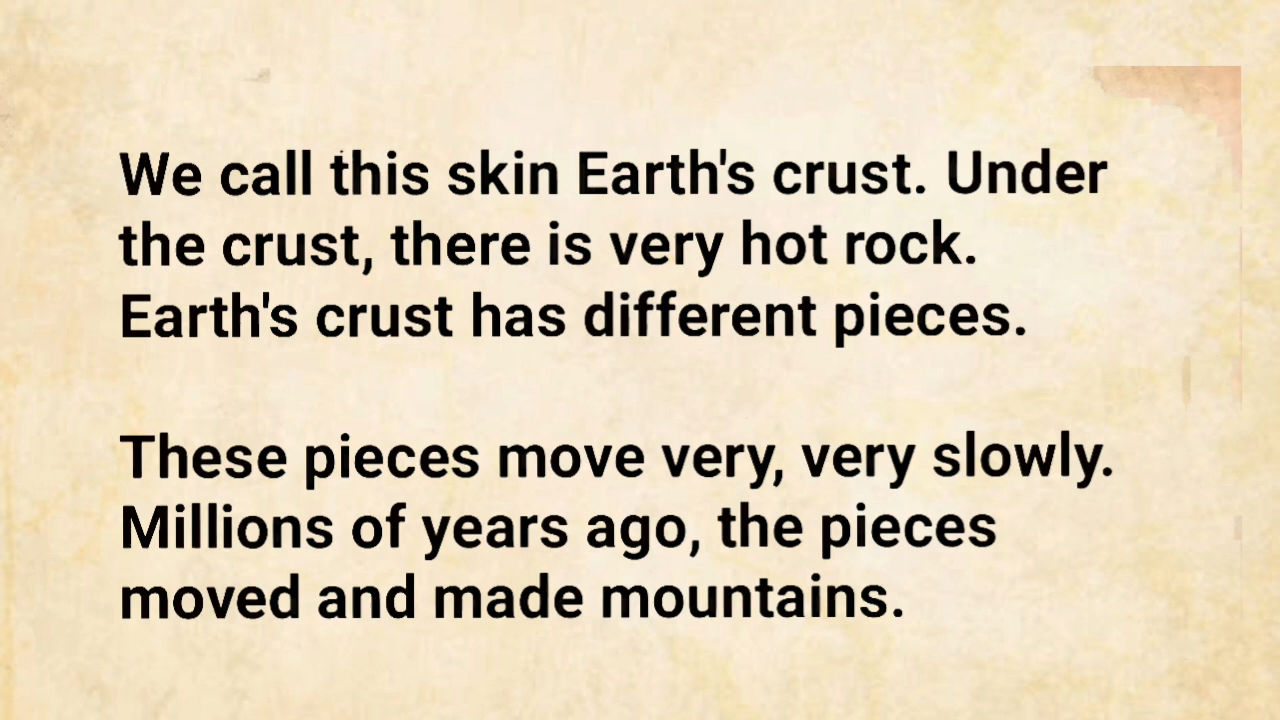 We call this skin Earth's crust. Under
the crust, there is very hot rock.
Earth's crust has different pieces.
These pieces move very, very slowly.
Millions of years ago, the pieces
moved and made mountains.